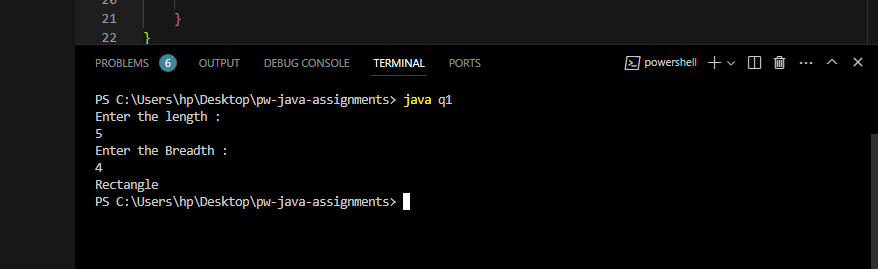 20
21 }
22 }
PROBLEMS 6 OUTPUT DEBUG CONSOLE TERMINAL PORTS powershell
PS C:\Users\hp\Desktop\pw-java-assignments> java q1
Enter the length :
5
Enter the Breadth :
4
Rectangle
PS C:\Users\hp\Desktop\pw-java-assignments>